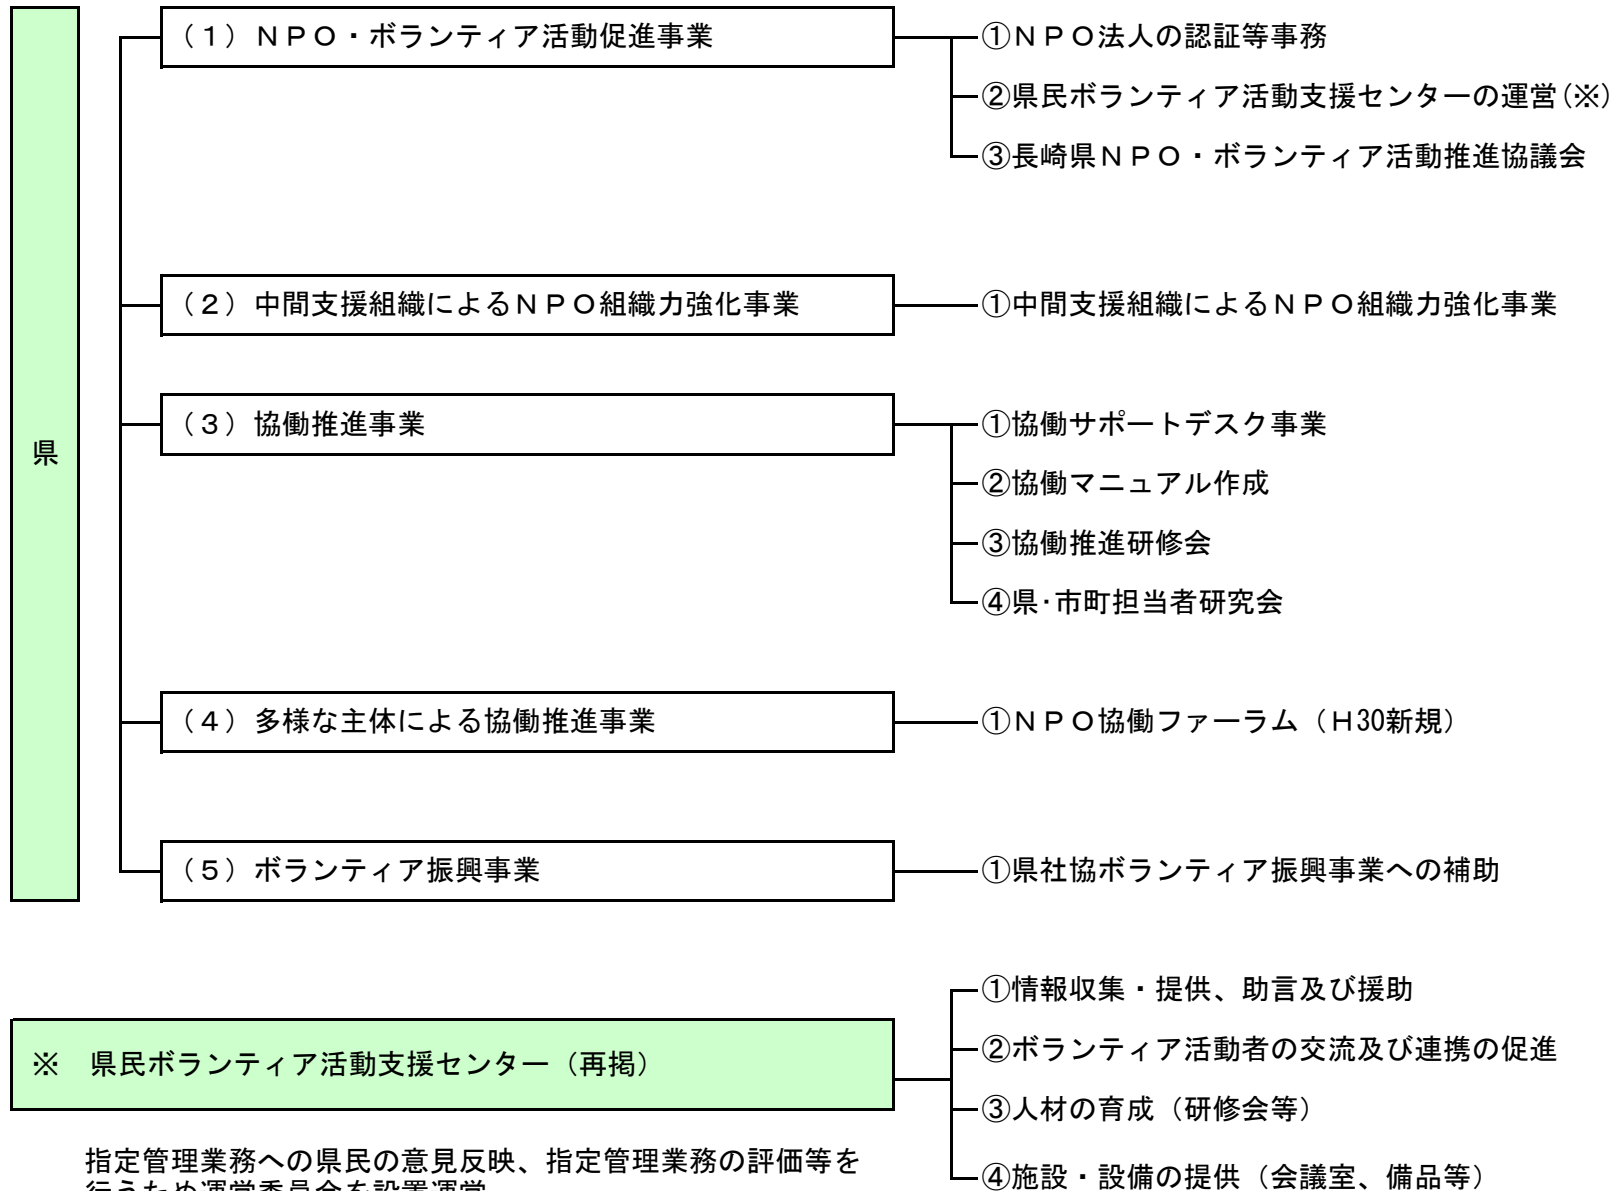 県
（１）ＮＰＯ・ボランティア活動促進事業
①ＮＰＯ法人の認証等事務
②県民ボランティア活動支援センターの運営(※)
③長崎県ＮＰＯ・ボランティア活動推進協議会
（２）中間支援組織によるＮＰＯ組織力強化事業
①中間支援組織によるＮＰＯ組織力強化事業
（３）協働推進事業
①協働サポートデスク事業
②協働マニュアル作成
③協働推進研修会
④県･市町担当者研究会
（４）多様な主体による協働推進事業
①ＮＰＯ協働ファーラム（Ｈ30新規）
（５）ボランティア振興事業
①県社協ボランティア振興事業への補助
※　県民ボランティア活動支援センター（再掲）
①情報収集・提供、助言及び援助
②ボランティア活動者の交流及び連携の促進
③人材の育成（研修会等）
④施設・設備の提供（会議室、備品等）
指定管理業務への県民の意見反映、指定管理業務の評価等を
行うため運営委員会を設置運営